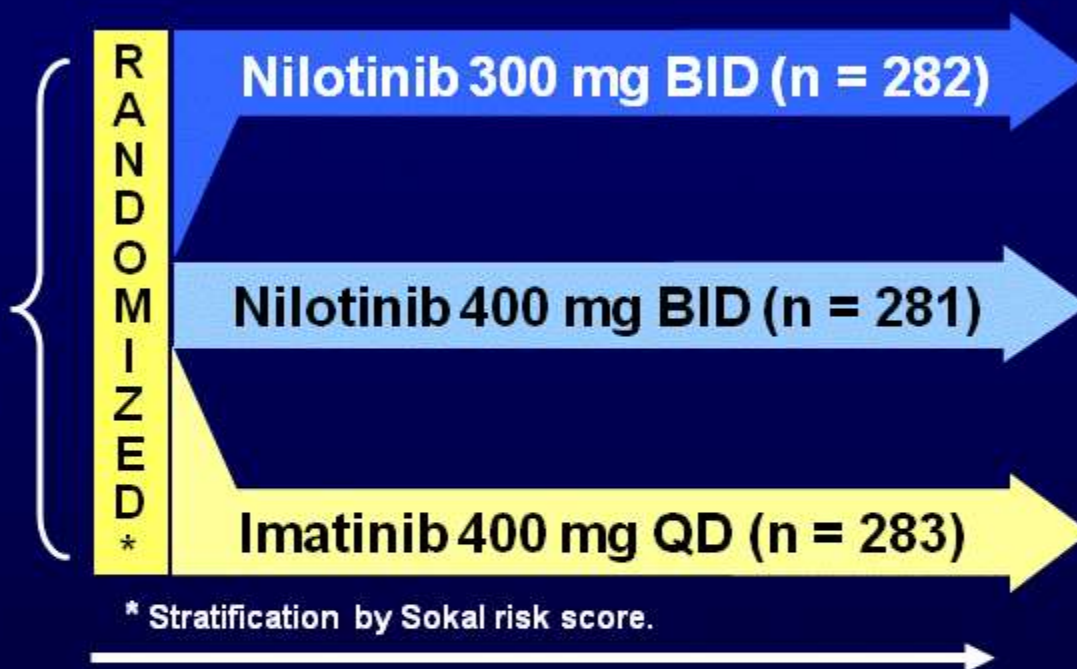 RANDOMIZED*
Nilotinib 300 mg BID (n = 282)
Nilotinib 400 mg BID (n = 281)
Imatinib 400 mg QD (n = 283)
* Stratification by Sokal risk score.